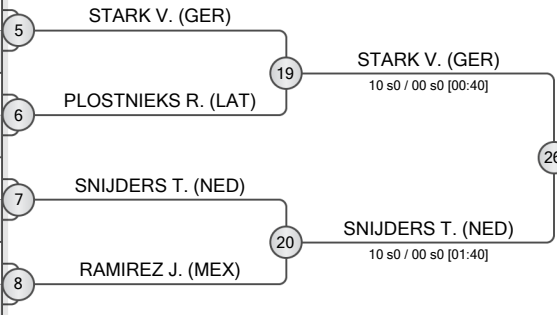 STARK V. (GER)
5
19
STARK V. (GER)
10 s0 / 00 s0 [00:40]
PLOSTNIEKS R. (LAT)
6
26
SNIJDERS T. (NED)
7
20
SNIJDERS T. (NED)
10 s0 / 00 s0 [01:40]
RAMIREZ J. (MEX)
8